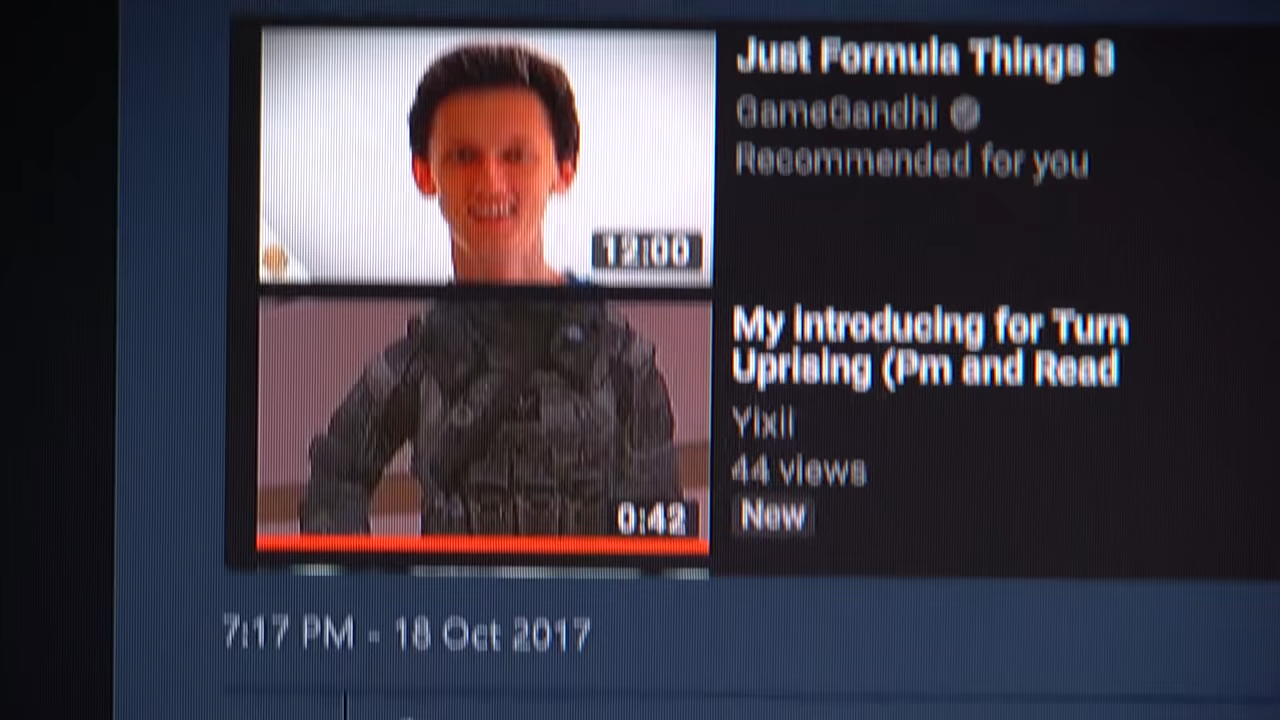 Just Formula Things 3
GameGandhi
Recommended for you
12:00
My introducing for Turn
Uprising (Pm and Read
Yixii
44 views
New
0:42
7:17 PM - 18 Oct 2017